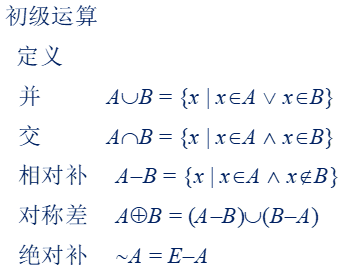 初级运算
定义
并 A∪B = {x | x∈A ∨ x∈B}
交 A∩B = {x | x∈A ∧ x∈B}
相对补 A–B = {x | x∈A ∧ x∉B}
对称差 A⊕B = (A–B)∪(B–A)
绝对补 ~A = E–A